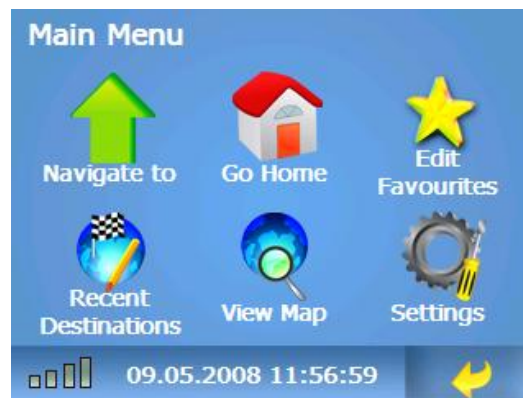 Main Menu
Navigate to
Go Home
Edit
Favourites
Recent
Destinations
View Map
Settings
09.05.2008 11:56:59